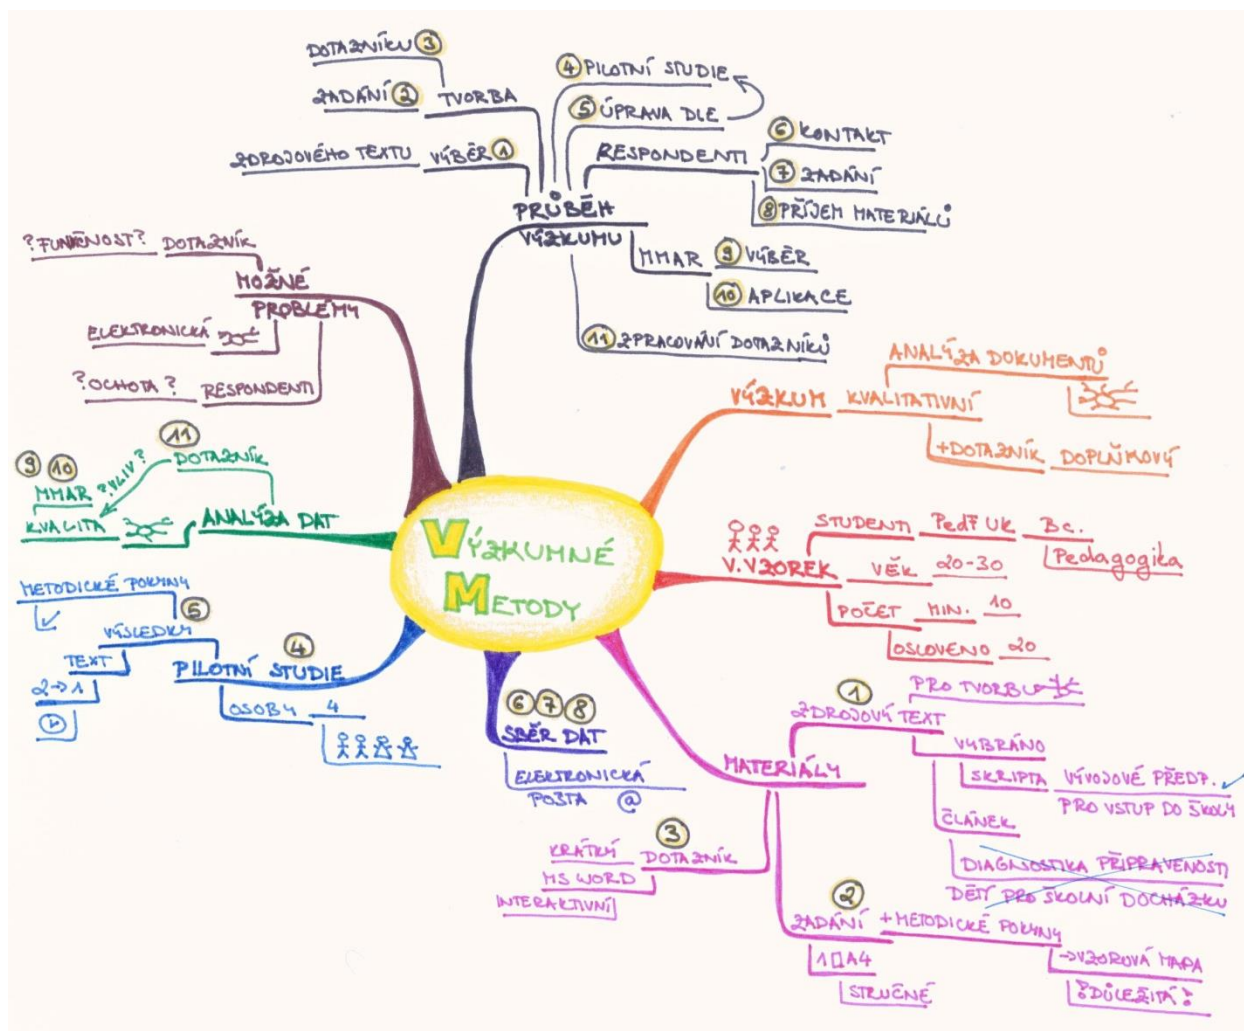 VÝZKUMNÉ
METODY
PRŮBĚH
VÝZKUMU
ZDROJOVÉHO TEXTU VÝBĚR 1
TVORBA
ZADÁNÍ 2
DOTAZNÍKU 3
4 PILOTNÍ STUDIE
5 ÚPRAVA DLE
RESPONDENTI
6 KONTAKT
7 ZADÁNÍ
8 PŘÍJEM MATERIÁLŮ
MMAR 9 VÝBĚR
10 APLIKACE
11 ZPRACOVÁNÍ DOTAZNÍKŮ
VÝZKUM KVALITATIVNÍ
ANALÝZA DOKUMENTŮ
+DOTAZNÍK DOPLŇKOVÝ
V.VZOREK
STUDENTI PedF UK Bc.
Pedagogika
VĚK 20-30
POČET MIN. 10
OSLOVENO 20
MATERIÁLY
1
ZDROJOVÝ TEXT
PRO TVORBU
VYBRÁNO
SKRIPTA VÝVOJOVÉ PŘEDP.
PRO VSTUP DO ŠKOLY
ČLÁNEK
DIAGNOSTIKA PŘIPRAVENOSTI
DĚTÍ PRO ŠKOLNÍ DOCHÁZKU
2
ZADÁNÍ +METODICKÉ POKYNY
→VZOROVÁ MAPA
!DŮLEŽITÁ!
1 A4
STRUČNÉ
3
DOTAZNÍK
KRÁTKÝ
MS WORD
INTERAKTIVNÍ
6 7 8
SBĚR DAT
ELEKTRONICKÁ
POŠTA @
4
PILOTNÍ STUDIE
OSOBY 4
5
VÝSLEDKY
METODICKÉ POKYNY
TEXT
2→1
ANALÝZA DAT
11
DOTAZNÍK
?VLIV?
9 10
MMAR
KVALITA
MOŽNÉ
PROBLÉMY
?FUNKČNOST? DOTAZNÍK
ELEKTRONICKÁ
?OCHOTA? RESPONDENTI